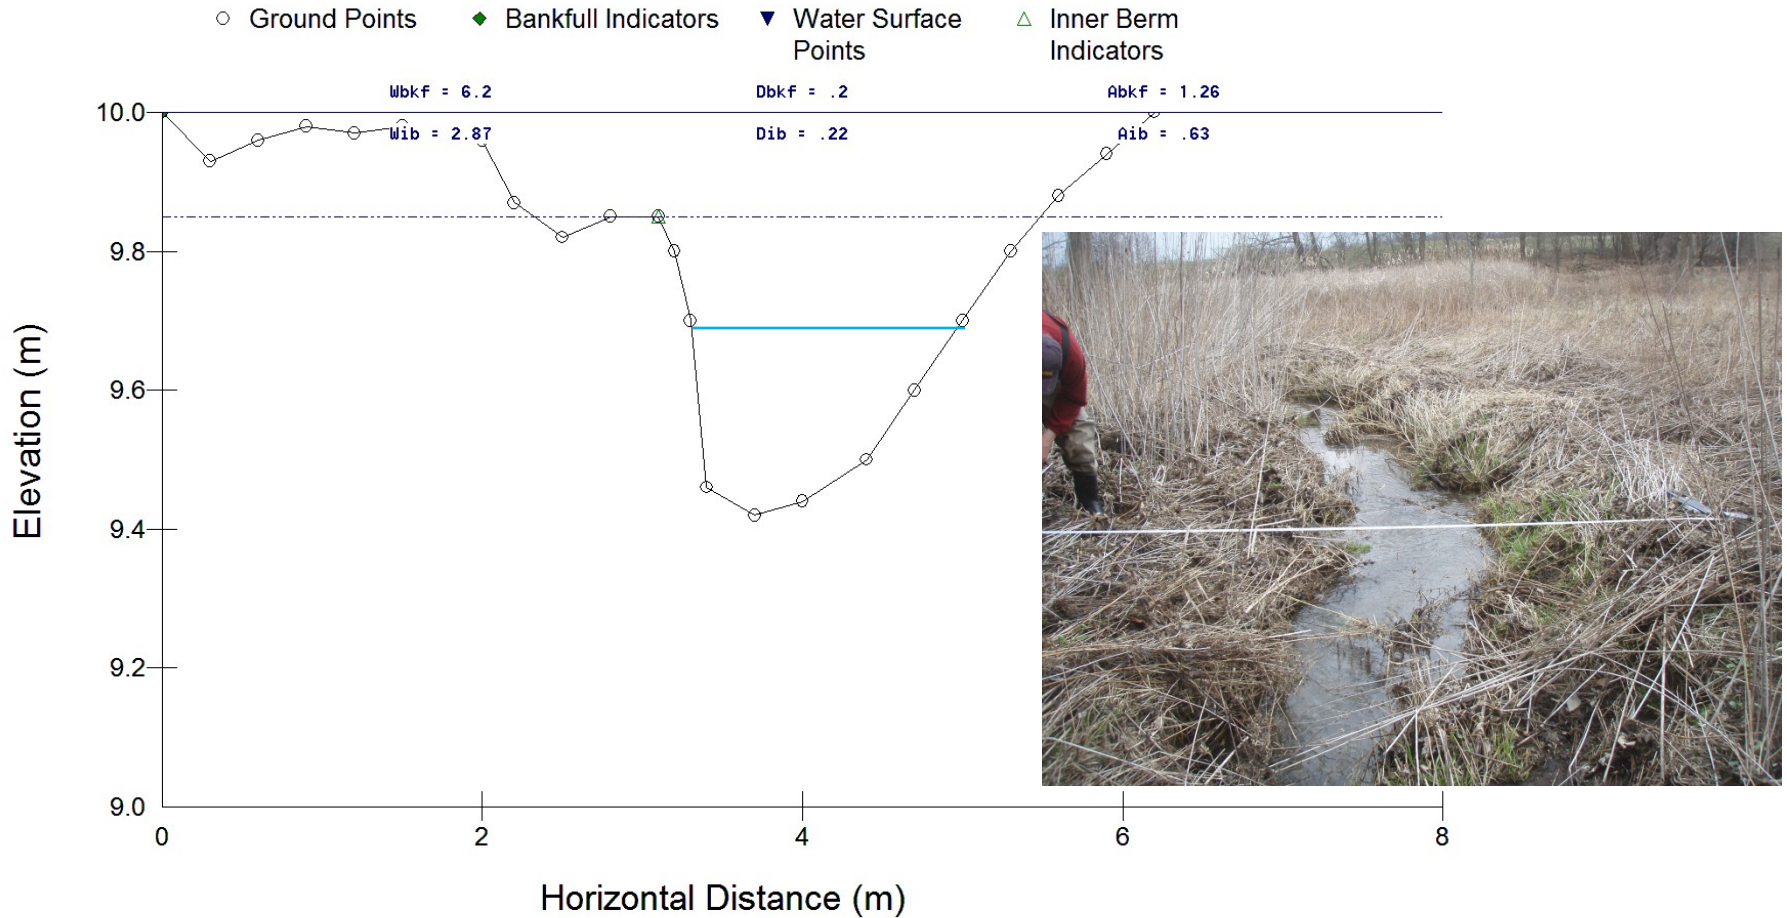 Ground Points
Bankfull Indicators
Water Surface
Points
Inner Berm
Indicators
Wbkf = 6.2
Dbkf = .2
Abkf = 1.26
Wib = 2.87
Dib = .22
Aib = .63
10.0
9.8
9.6
9.4
9.2
9.0
Elevation (m)
0
2
4
6
8
Horizontal Distance (m)